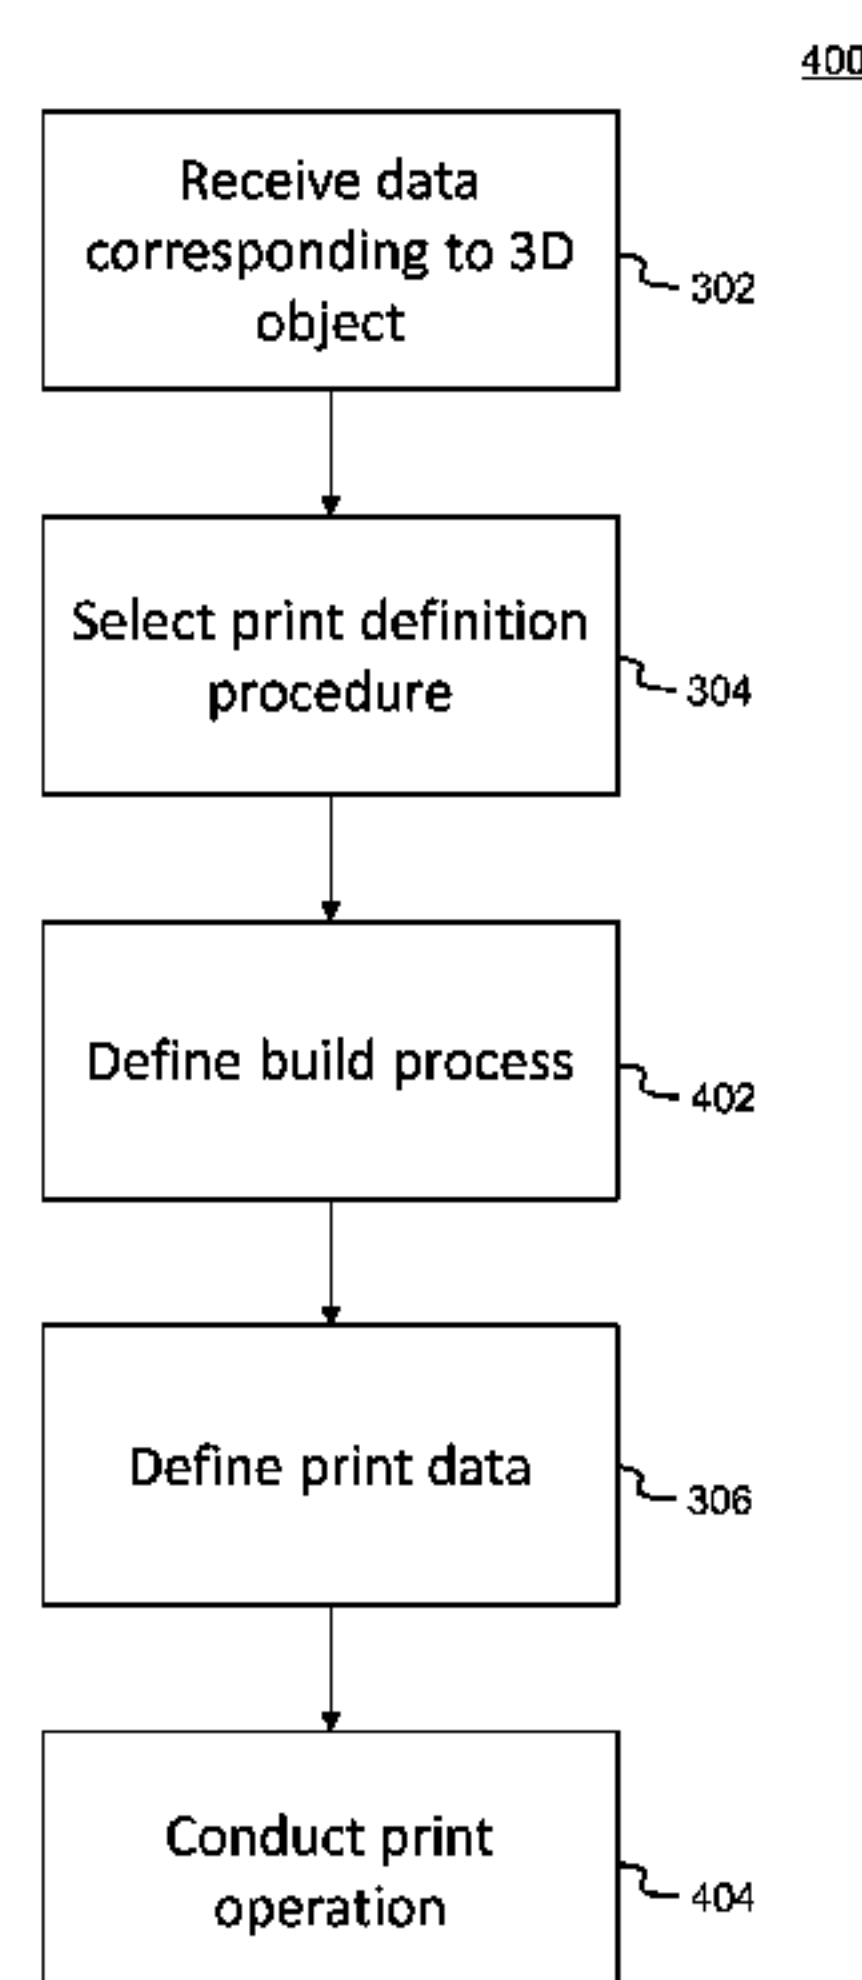 400
Receive data
corresponding to 3D
object
302
Select print definition
procedure
304
Define build process
402
Define print data
306
Conduct print
operation
404